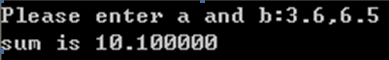 Please enter a and b:3.6,6.5
sum is 10.100000